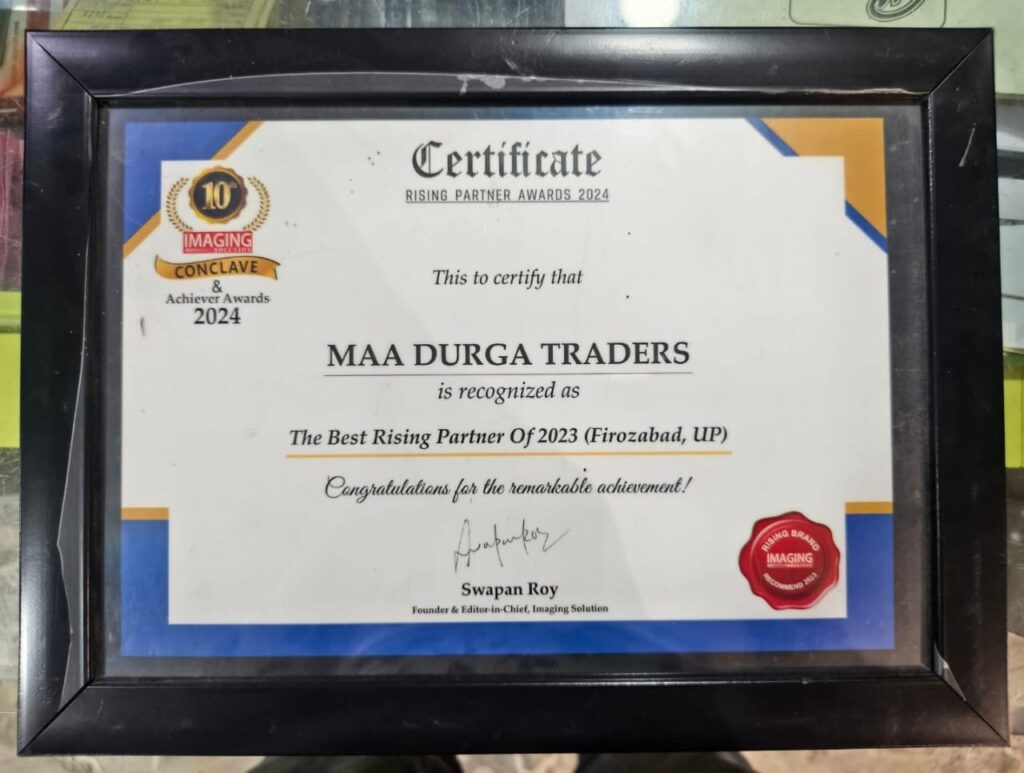 Certificate
RISING PARTNER AWARDS 2024
10th
IMAGING
SOLUTION
CONCLAVE
&
Achiever Awards
2024
This to certify that
MAA DURGA TRADERS
is recognized as
The Best Rising Partner Of 2023 (Firozabad, UP)
Congratulations for the remarkable achievement!
Swapan Roy
Founder & Editor-in-Chief, Imaging Solution
RISING BRAND
IMAGING
RECOMMEND 2023